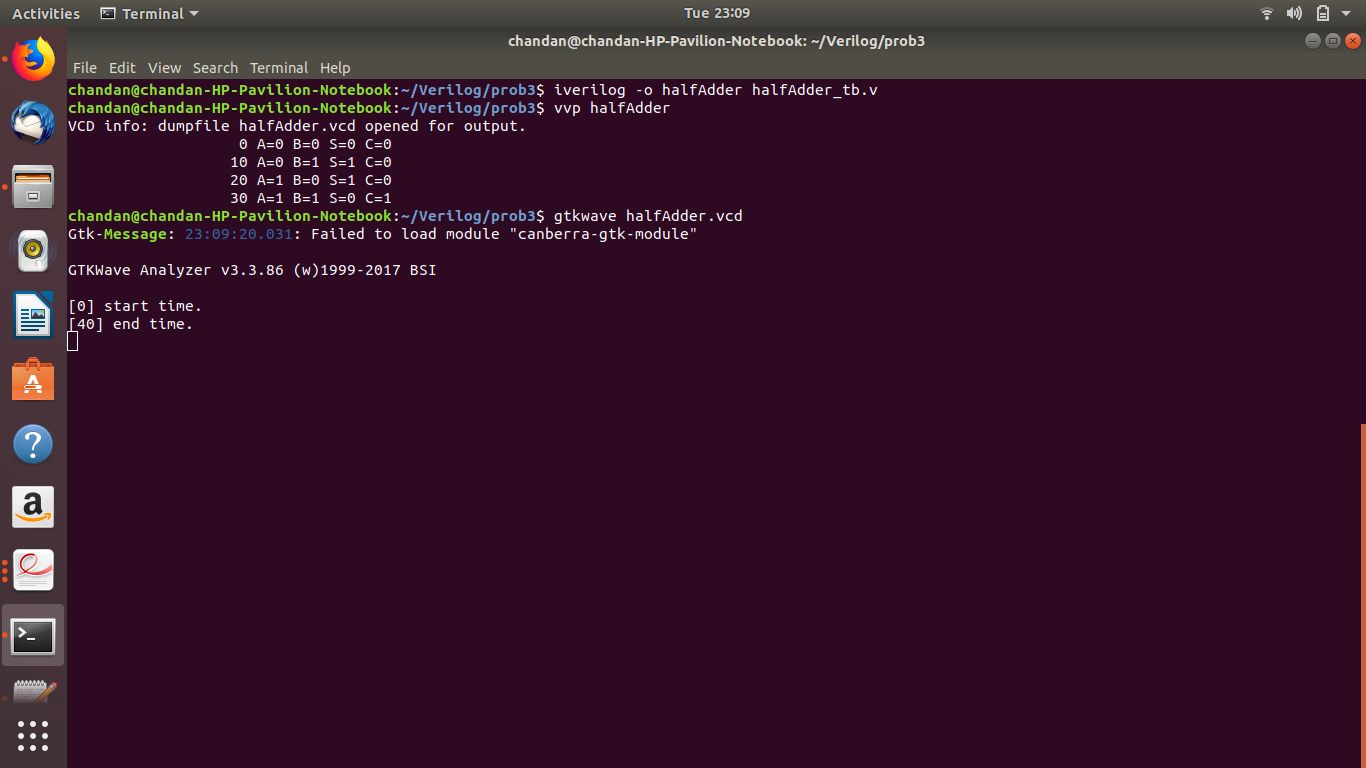 Activities Terminal Tue 23:09
chandan@chandan-HP-Pavilion-Notebook: ~/Verilog/prob3
File Edit View Search Terminal Help
chandan@chandan-HP-Pavilion-Notebook:~/Verilog/prob3$ iverilog -o halfAdder halfAdder_tb.v
chandan@chandan-HP-Pavilion-Notebook:~/Verilog/prob3$ vvp halfAdder
VCD info: dumpfile halfAdder.vcd opened for output.
0 A=0 B=0 S=0 C=0
10 A=0 B=1 S=1 C=0
20 A=1 B=0 S=1 C=0
30 A=1 B=1 S=0 C=1
chandan@chandan-HP-Pavilion-Notebook:~/Verilog/prob3$ gtkwave halfAdder.vcd
Gtk-Message: 23:09:20.031: Failed to load module "canberra-gtk-module"
GTKWave Analyzer v3.3.86 (w)1999-2017 BSI
[0] start time.
[40] end time.